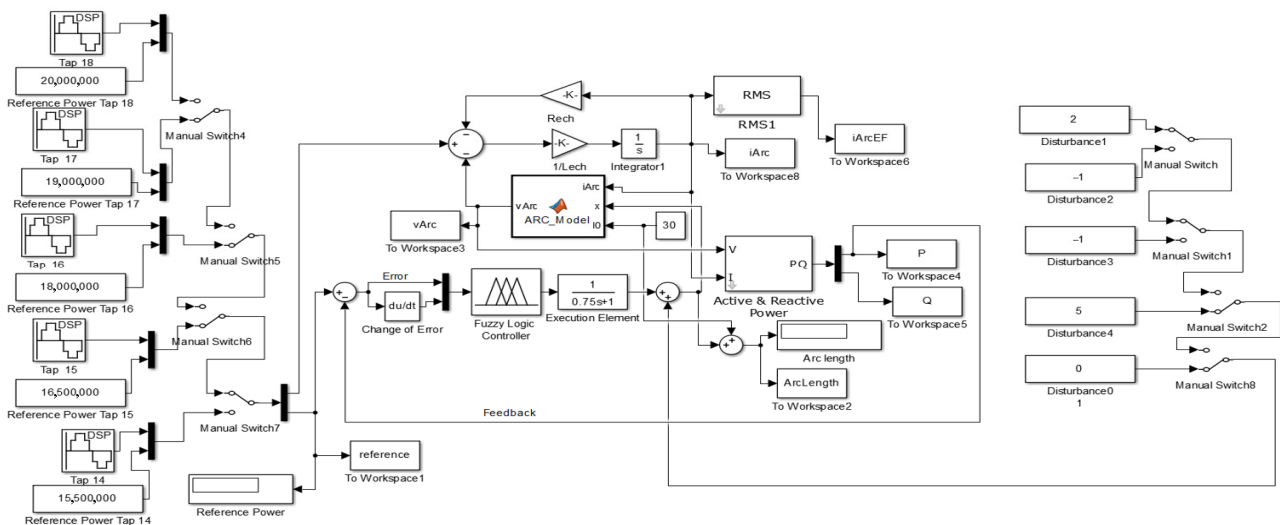 DSP
Tap 18
20,000,000
Reference Power Tap 18
DSP
Tap 17
19,000,000
Reference Power Tap 17
Manual Switch4
DSP
Tap 16
18,000,000
Reference Power Tap 16
Manual Switch5
DSP
Tap 15
16,500,000
Reference Power Tap 15
Manual Switch6
DSP
Tap 14
15,500,000
Reference Power Tap 14
Manual Switch7
Reference Power
reference
To Workspace1
-K-
Rech
-K-
1/Lech
1
s
Integrator1
RMS
RMS1
iArcEF
To Workspace6
iArc
To Workspace8
iArc
vArc
x
ARC_Model
I0
30
vArc
To Workspace3
V
PQ
I
Active & Reactive
Power
P
To Workspace4
Q
To Workspace5
Error
du/dt
Change of Error
Fuzzy Logic
Controller
1
0.75s+1
Execution Element
Arc length
ArcLength
To Workspace2
Feedback
2
Disturbance1
Manual Switch
-1
Disturbance2
-1
Disturbance3
Manual Switch1
5
Disturbance4
Manual Switch2
0
Disturbance0
1
Manual Switch8